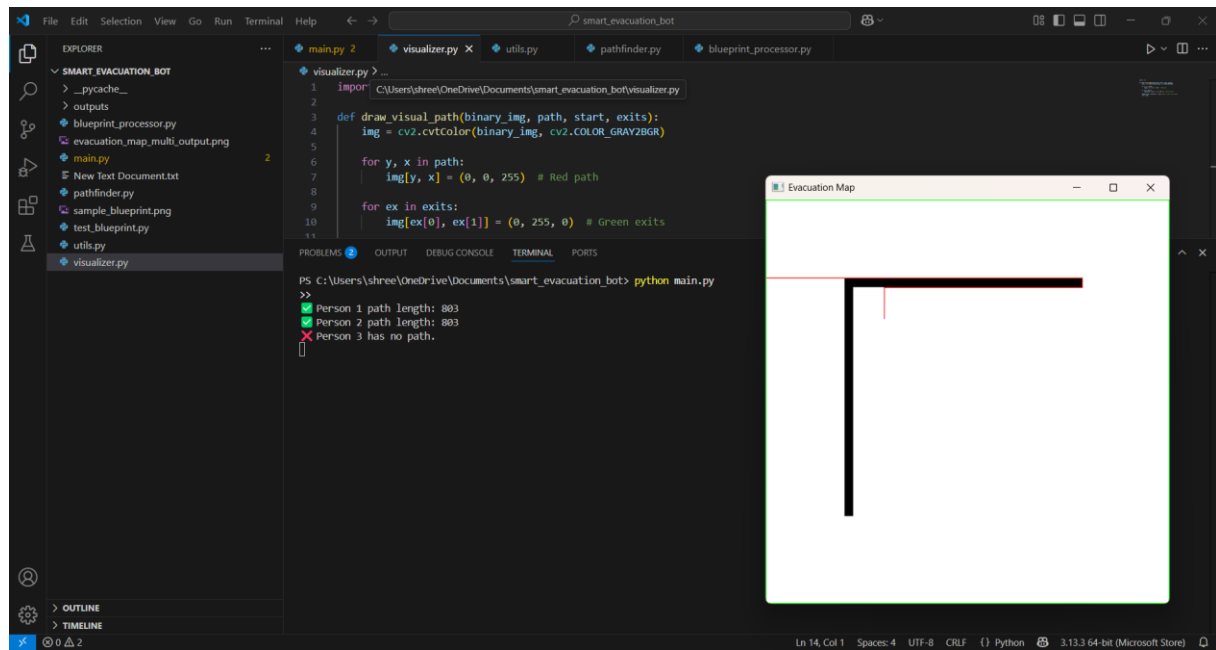 File Edit Selection View Go Run Terminal Help
smart_evacuation_bot
EXPLORER
SMART_EVACUATION_BOT
__pycache__
outputs
blueprint_processor.py
evacuation_map_multi_output.png
main.py 2
New Text Document.txt
pathfinder.py
sample_blueprint.png
test_blueprint.py
utils.py
visualizer.py
OUTLINE
TIMELINE
main.py 2 visualizer.py utils.py pathfinder.py blueprint_processor.py
visualizer.py > ...
1 impor
C:\Users\shree\OneDrive\Documents\smart_evacuation_bot\visualizer.py
2
3 def draw_visual_path(binary_img, path, start, exits):
4 img = cv2.cvtColor(binary_img, cv2.COLOR_GRAY2BGR)
5
6 for y, x in path:
7 img[y, x] = (0, 0, 255) # Red path
8
9 for ex in exits:
10 img[ex[0], ex[1]] = (0, 255, 0) # Green exits
11
PROBLEMS 2 OUTPUT DEBUG CONSOLE TERMINAL PORTS
PS C:\Users\shree\OneDrive\Documents\smart_evacuation_bot> python main.py
>>
✅ Person 1 path length: 803
✅ Person 2 path length: 803
❌ Person 3 has no path.
Evacuation Map
0 2
Ln 14, Col 1 Spaces: 4 UTF-8 CRLF {} Python 3.13.3 64-bit (Microsoft Store)